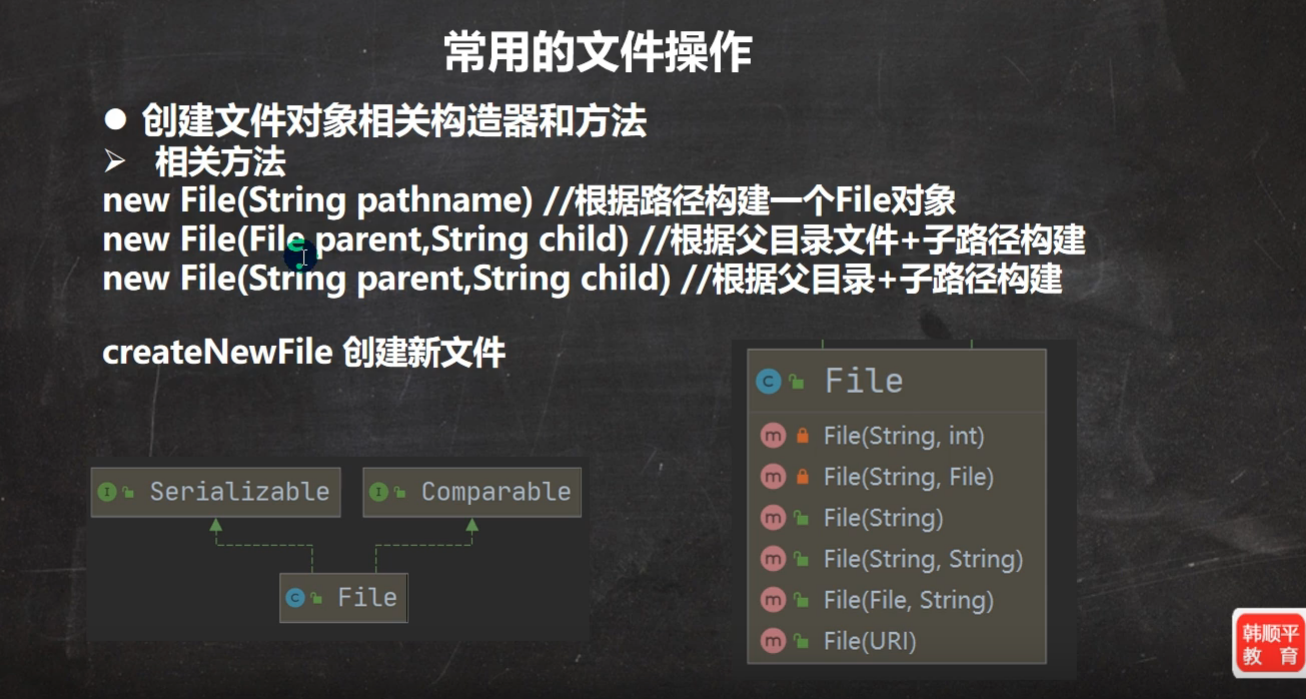 常用的文件操作
● 创建文件对象相关构造器和方法
➢ 相关方法
new File(String pathname) //根据路径构建一个File对象
new File(File parent,String child) //根据父目录文件+子路径构建
new File(String parent,String child) //根据父目录+子路径构建
createNewFile 创建新文件
I Serializable
I Comparable
C File
C File
m File(String, int)
m File(String, File)
m File(String)
m File(String, String)
m File(File, String)
m File(URI)
韩顺平
教 育